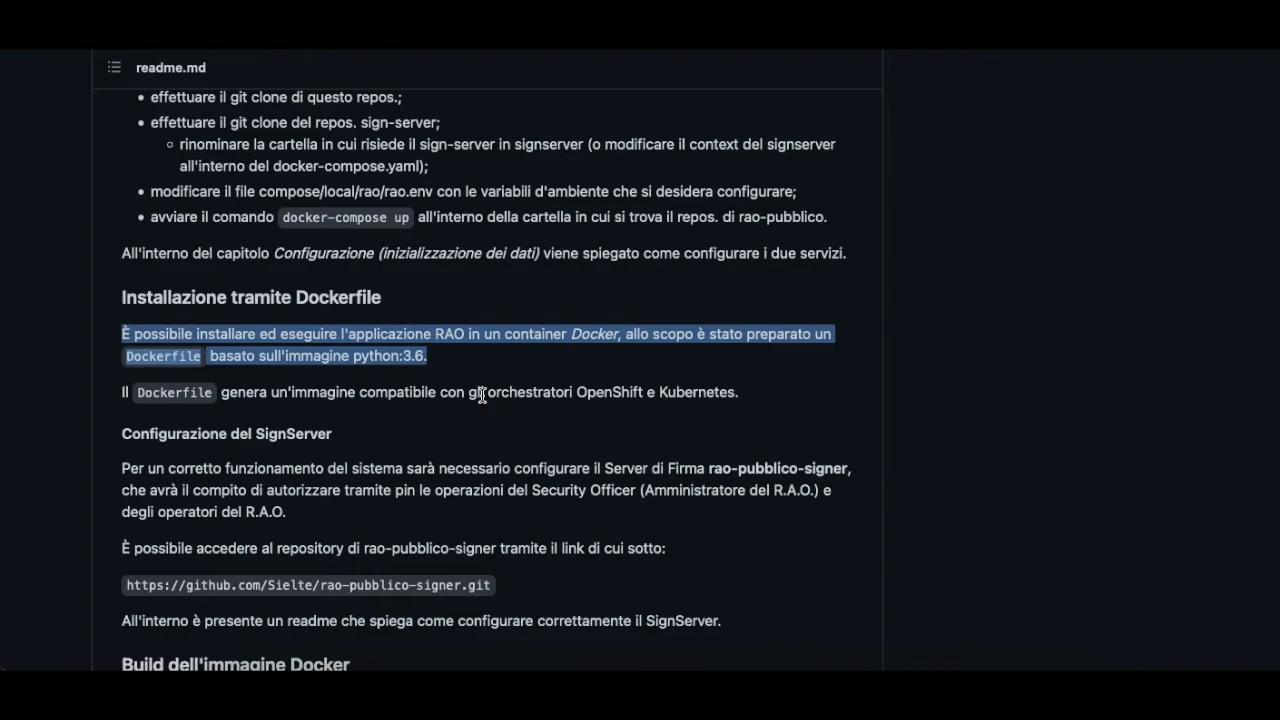 readme.md
effettuare il git clone di questo repos.;
effettuare il git clone del repos. sign-server;
rinominare la cartella in cui risiede il sign-server in signserver (o modificare il context del signserver
all'interno del docker-compose.yaml);
modificare il file compose/local/rao/rao.env con le variabili d'ambiente che si desidera configurare;
avviare il comando docker-compose up all'interno della cartella in cui si trova il repos. di rao-pubblico.
All'interno del capitolo Configurazione (inizializzazione dei dati) viene spiegato come configurare i due servizi.
Installazione tramite Dockerfile
È possibile installare ed eseguire l'applicazione RAO in un container Docker, allo scopo è stato preparato un
Dockerfile basato sull'immagine python:3.6.
Il Dockerfile genera un'immagine compatibile con gli orchestratori OpenShift e Kubernetes.
Configurazione del SignServer
Per un corretto funzionamento del sistema sarà necessario configurare il Server di Firma rao-pubblico-signer,
che avrà il compito di autorizzare tramite pin le operazioni del Security Officer (Amministratore del R.A.O.) e
degli operatori del R.A.O.
È possibile accedere al repository di rao-pubblico-signer tramite il link di cui sotto:
https://github.com/Sielte/rao-pubblico-signer.git
All'interno è presente un readme che spiega come configurare correttamente il SignServer.
Build dell'immagine Docker